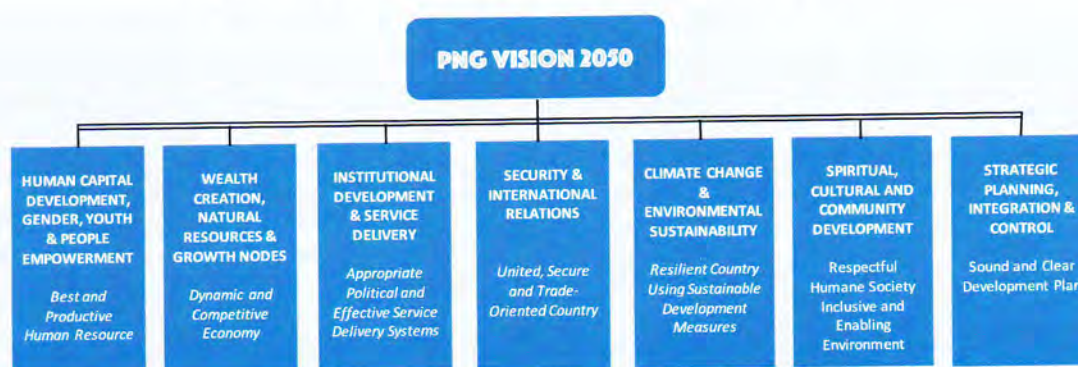 PNG VISION 2050
HUMAN CAPITAL
DEVELOPMENT,
GENDER, YOUTH
& PEOPLE
EMPOWERMENT
Best and
Productive
Human Resource
WEALTH
CREATION,
NATURAL
RESOURCES &
GROWTH NODES
Dynamic and
Competitive
Economy
INSTITUTIONAL
DEVELOPMENT
& SERVICE
DELIVERY
Appropriate
Political and
Effective Service
Delivery Systems
SECURITY &
INTERNATIONAL
RELATIONS
United, Secure
and Trade-
Oriented Country
CLIMATE CHANGE
&
ENVIRONMENTAL
SUSTAINABILITY
Resilient Country
Using Sustainable
Development
Measures
SPIRITUAL,
CULTURAL AND
COMMUNITY
DEVELOPMENT
Respectful
Humane Society
Inclusive and
Enabling
Environment
STRATEGIC
PLANNING,
INTEGRATION &
CONTROL
Sound and Clear
Development Plan